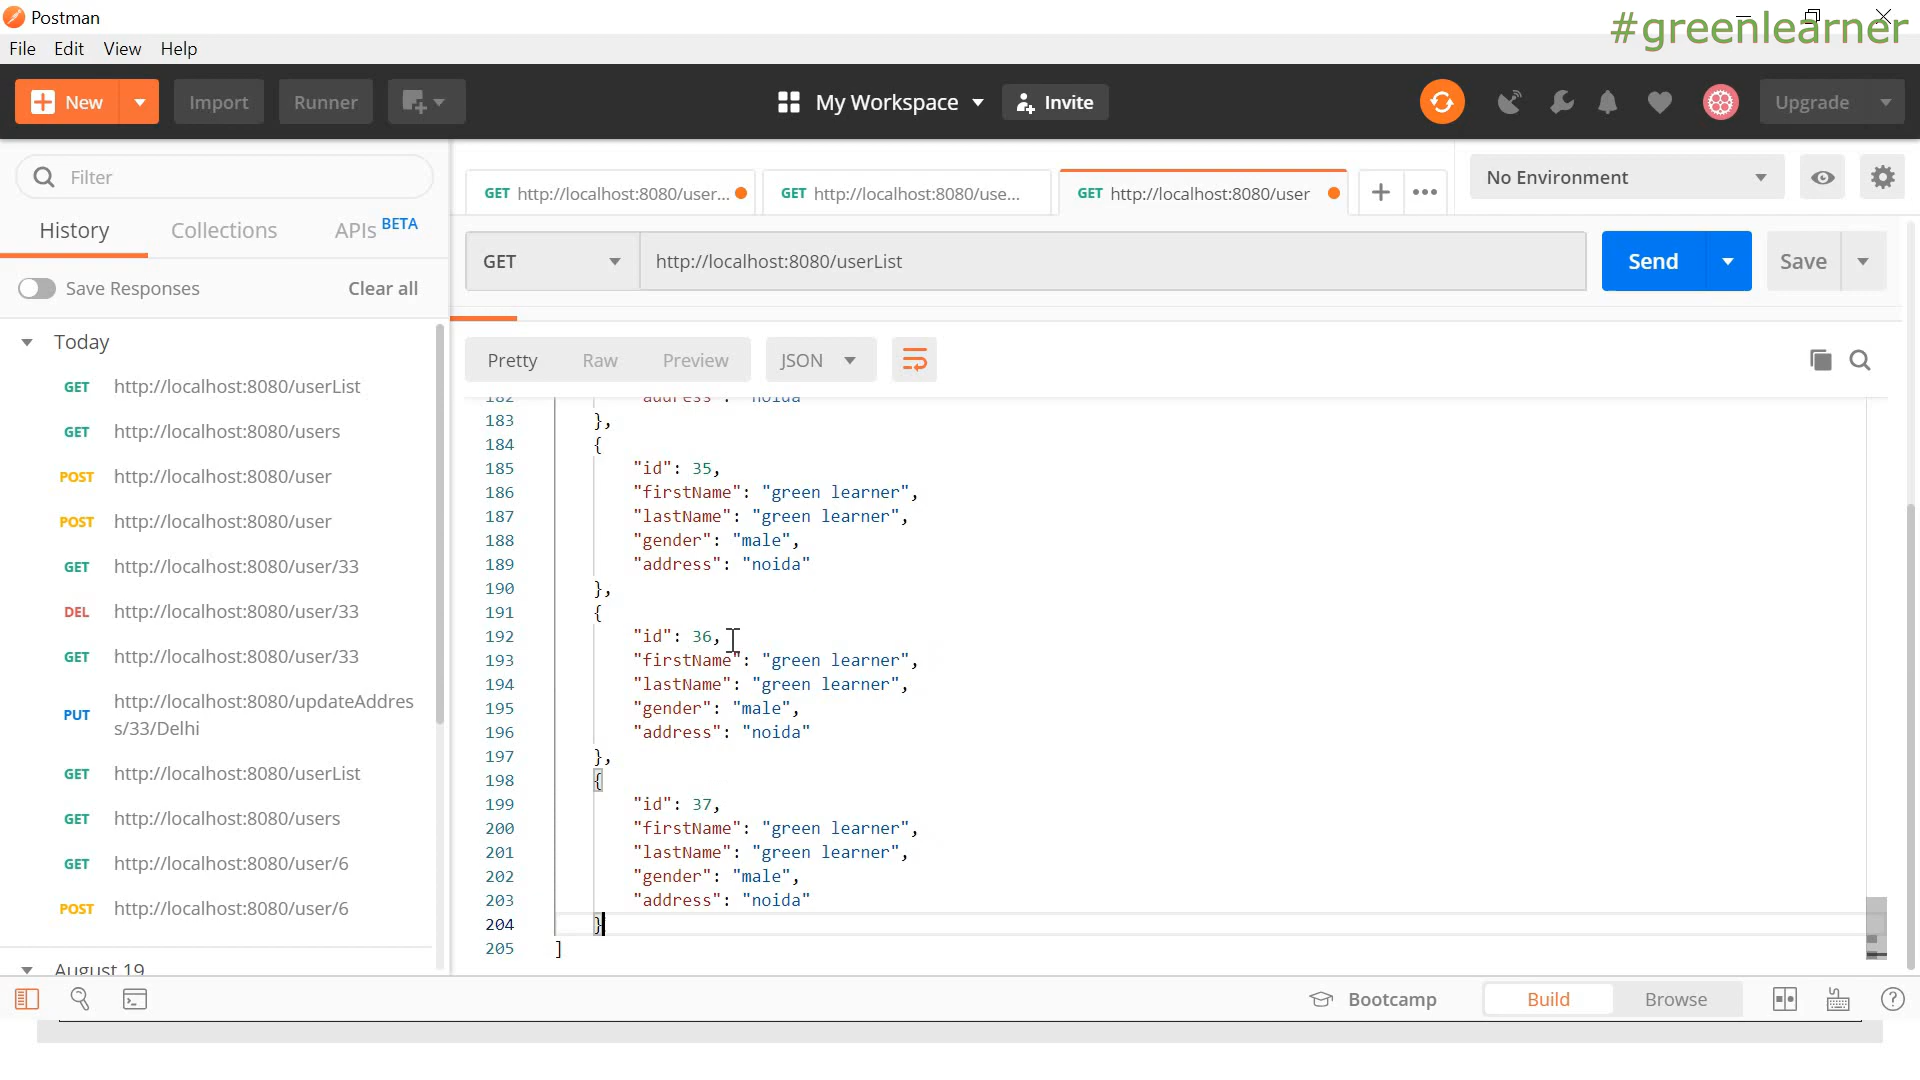 Postman
#greenlearner
File Edit View Help
New Import Runner My Workspace Invite Upgrade
Filter
History Collections APIs BETA
Save Responses Clear all
Today
GET http://localhost:8080/userList
GET http://localhost:8080/users
POST http://localhost:8080/user
POST http://localhost:8080/user
GET http://localhost:8080/user/33
DEL http://localhost:8080/user/33
GET http://localhost:8080/user/33
PUT http://localhost:8080/updateAddres
s/33/Delhi
GET http://localhost:8080/userList
GET http://localhost:8080/users
GET http://localhost:8080/user/6
POST http://localhost:8080/user/6
August 19
GET http://localhost:8080/user... GET http://localhost:8080/use... GET http://localhost:8080/user
No Environment
GET http://localhost:8080/userList Send Save
Pretty Raw Preview JSON
182 "address": "noida"
183 },
184 {
185 "id": 35,
186 "firstName": "green learner",
187 "lastName": "green learner",
188 "gender": "male",
189 "address": "noida"
190 },
191 {
192 "id": 36,
193 "firstName": "green learner",
194 "lastName": "green learner",
195 "gender": "male",
196 "address": "noida"
197 },
198 {
199 "id": 37,
200 "firstName": "green learner",
201 "lastName": "green learner",
202 "gender": "male",
203 "address": "noida"
204 }
205 ]
Bootcamp Build Browse